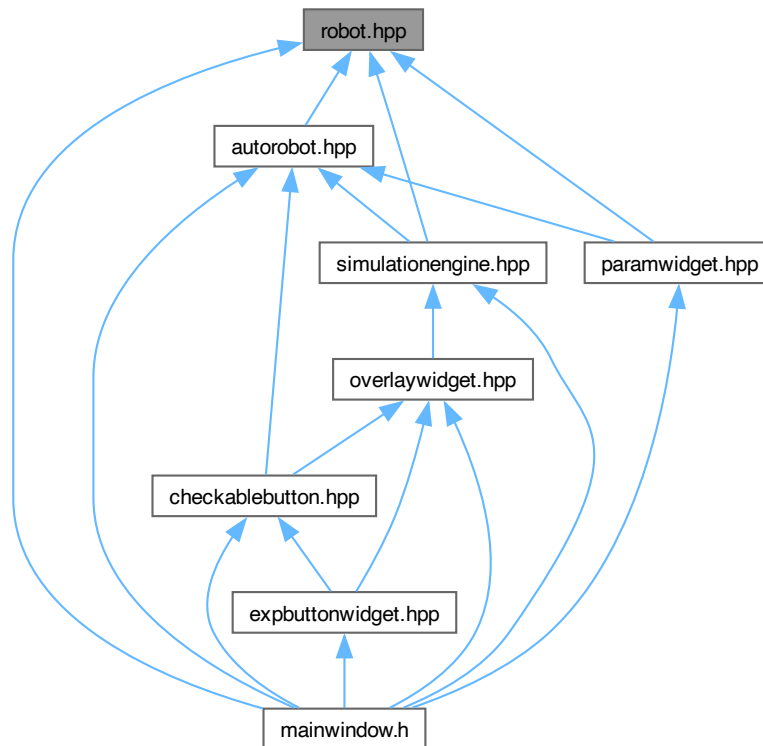 robot.hpp
autorobot.hpp
simulationengine.hpp
paramwidget.hpp
overlaywidget.hpp
checkablebutton.hpp
expbuttonwidget.hpp
mainwindow.h